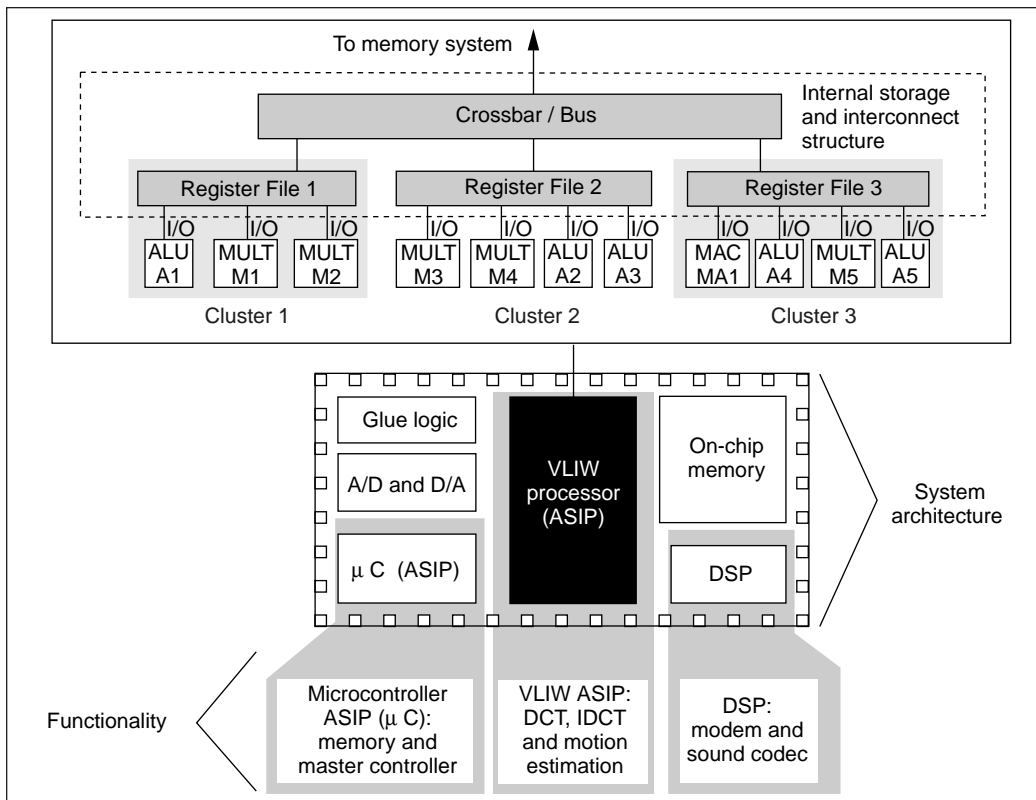 To memory system
Internal storage
and interconnect
structure
Crossbar / Bus
Register File 1
Register File 2
Register File 3
I/O I/O I/O I/O I/O I/O I/O I/O I/O I/O I/O
ALU
A1
MULT
M1
MULT
M2
MULT
M3
MULT
M4
ALU
A2
ALU
A3
MAC
MA1
ALU
A4
MULT
M5
ALU
A5
Cluster 1
Cluster 2
Cluster 3
Glue logic
A/D and D/A
μ C (ASIP)
VLIW
processor
(ASIP)
On-chip
memory
DSP
System
architecture
Functionality
Microcontroller
ASIP (μ C):
memory and
master controller
VLIW ASIP:
DCT, IDCT
and motion
estimation
DSP:
modem and
sound codec